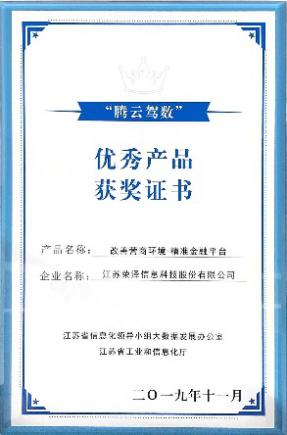 “腾云驾数”
优秀产品
获奖证书
产品名称: 改善营商环境·精准金融平台
企业名称: 江苏荣泽信息科技股份有限公司
江苏省信息化领导小组大数据发展办公室
江苏省工业和信息化厅
二〇一九年十一月